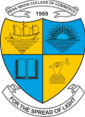 COLLEGE OF COMMERCE
1969
FOR THE SPREAD OF LIGHT